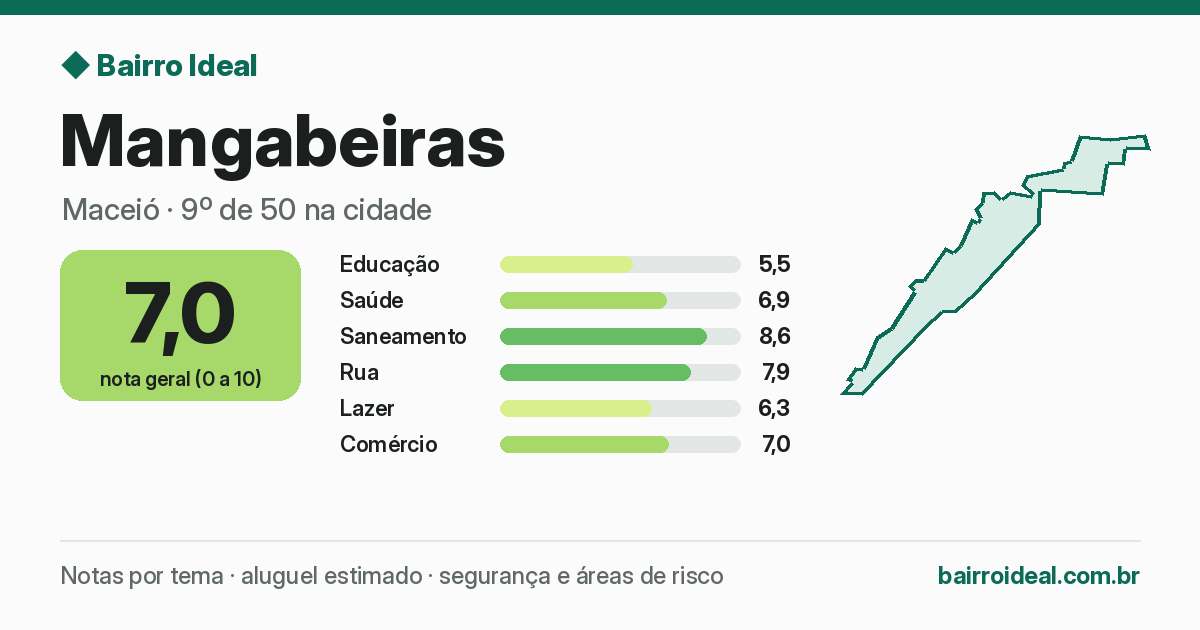 Bairro Ideal
Mangabeiras
Maceió · 9º de 50 na cidade
7,0
nota geral (0 a 10)
Educação 5,5
Saúde 6,9
Saneamento 8,6
Rua 7,9
Lazer 6,3
Comércio 7,0
Notas por tema · aluguel estimado · segurança e áreas de risco
bairroideal.com.br